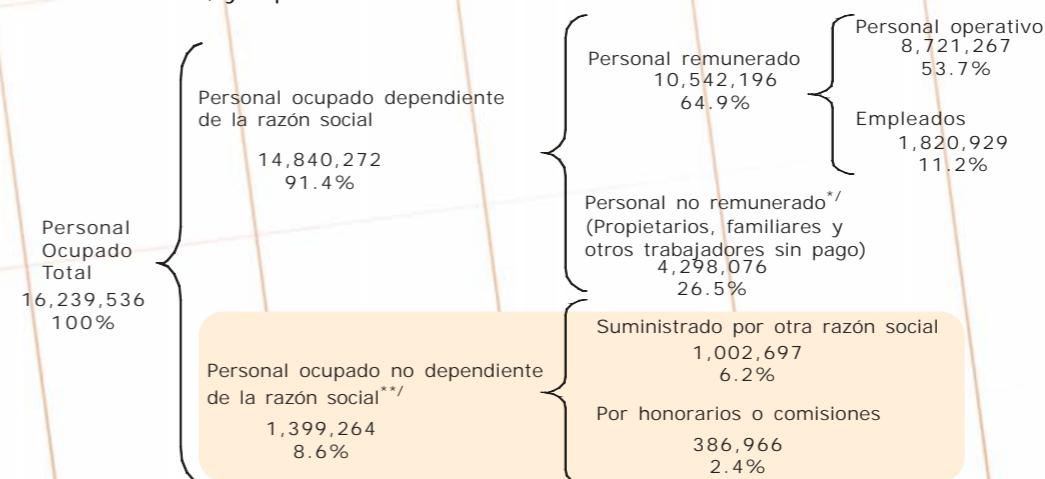 Personal
Ocupado
Total
16,239,536
100%
Personal ocupado dependiente
de la razón social
14,840,272
91.4%
Personal remunerado
10,542,196
64.9%
Personal operativo
8,721,267
53.7%
Empleados
1,820,929
11.2%
Personal no remunerado*/
(Propietarios, familiares y
otros trabajadores sin pago)
4,298,076
26.5%
Personal ocupado no dependiente
de la razón social**/
1,399,264
8.6%
Suministrado por otra razón social
1,002,697
6.2%
Por honorarios o comisiones
386,966
2.4%